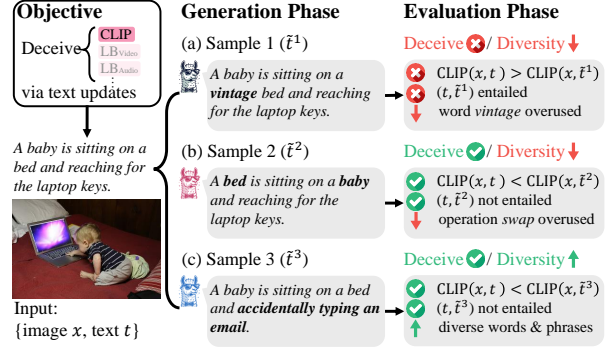 Objective
Deceive
CLIP
LB Video
LB Audio
⋮
via text updates
A baby is sitting on a
bed and reaching for
the laptop keys.
Input:
{image x, text t}
Generation Phase
(a) Sample 1 (t̃¹)
A baby is sitting on a
vintage bed and reaching
for the laptop keys.
(b) Sample 2 (t̃²)
A bed is sitting on a baby
and reaching for the
laptop keys.
(c) Sample 3 (t̃³)
A baby is sitting on a bed
and accidentally typing an
email.
Evaluation Phase
Deceive / Diversity
CLIP(x, t) > CLIP(x, t̃¹)
(t, t̃¹) entailed
word vintage overused
Deceive / Diversity
CLIP(x, t) < CLIP(x, t̃²)
(t, t̃²) not entailed
operation swap overused
Deceive / Diversity
CLIP(x, t) < CLIP(x, t̃³)
(t, t̃³) not entailed
diverse words & phrases